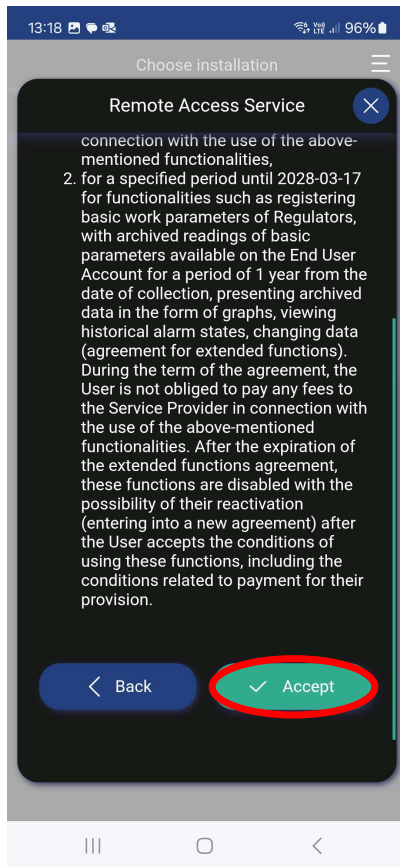 13:18 96%
Choose installation
Remote Access Service
connection with the use of the above-
mentioned functionalities,
2. for a specified period until 2028-03-17
for functionalities such as registering
basic work parameters of Regulators,
with archived readings of basic
parameters available on the End User
Account for a period of 1 year from the
date of collection, presenting archived
data in the form of graphs, viewing
historical alarm states, changing data
(agreement for extended functions).
During the term of the agreement, the
User is not obliged to pay any fees to
the Service Provider in connection with
the use of the above-mentioned
functionalities. After the expiration of
the extended functions agreement,
these functions are disabled with the
possibility of their reactivation
(entering into a new agreement) after
the User accepts the conditions of
using these functions, including the
conditions related to payment for their
provision.
Back
Accept